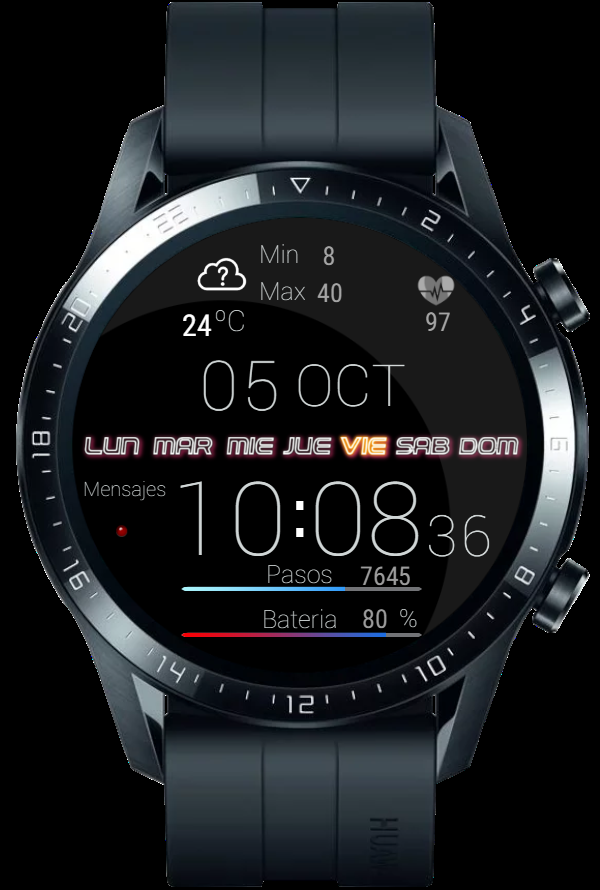 Min 8
Max 40
24°C
97
05 OCT
LUN MAR MIE JUE VIE SAB DOM
Mensajes
10:08 36
Pasos 7645
Bateria 80 %
2
4
6
8
10
12
14
16
18
20
22
HUAW